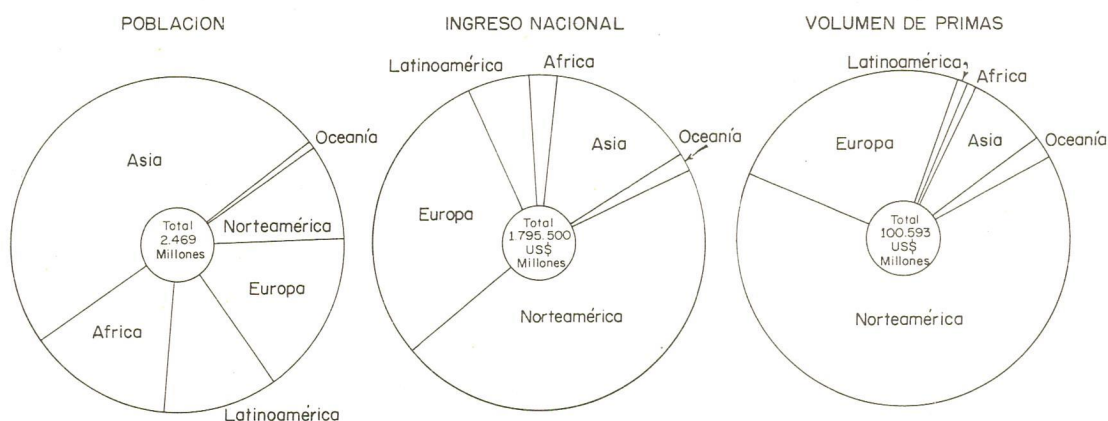 POBLACION
Asia
Oceanía
Norteamérica
Europa
Latinoamérica
Africa
Total
2.469
Millones
INGRESO NACIONAL
Latinoamérica
Africa
Asia
Oceanía
Europa
Norteamérica
Total
1.795.500
US$
Millones
VOLUMEN DE PRIMAS
Latinoamérica
Africa
Europa
Asia
Oceanía
Norteamérica
Total
100.593
US$
Millones